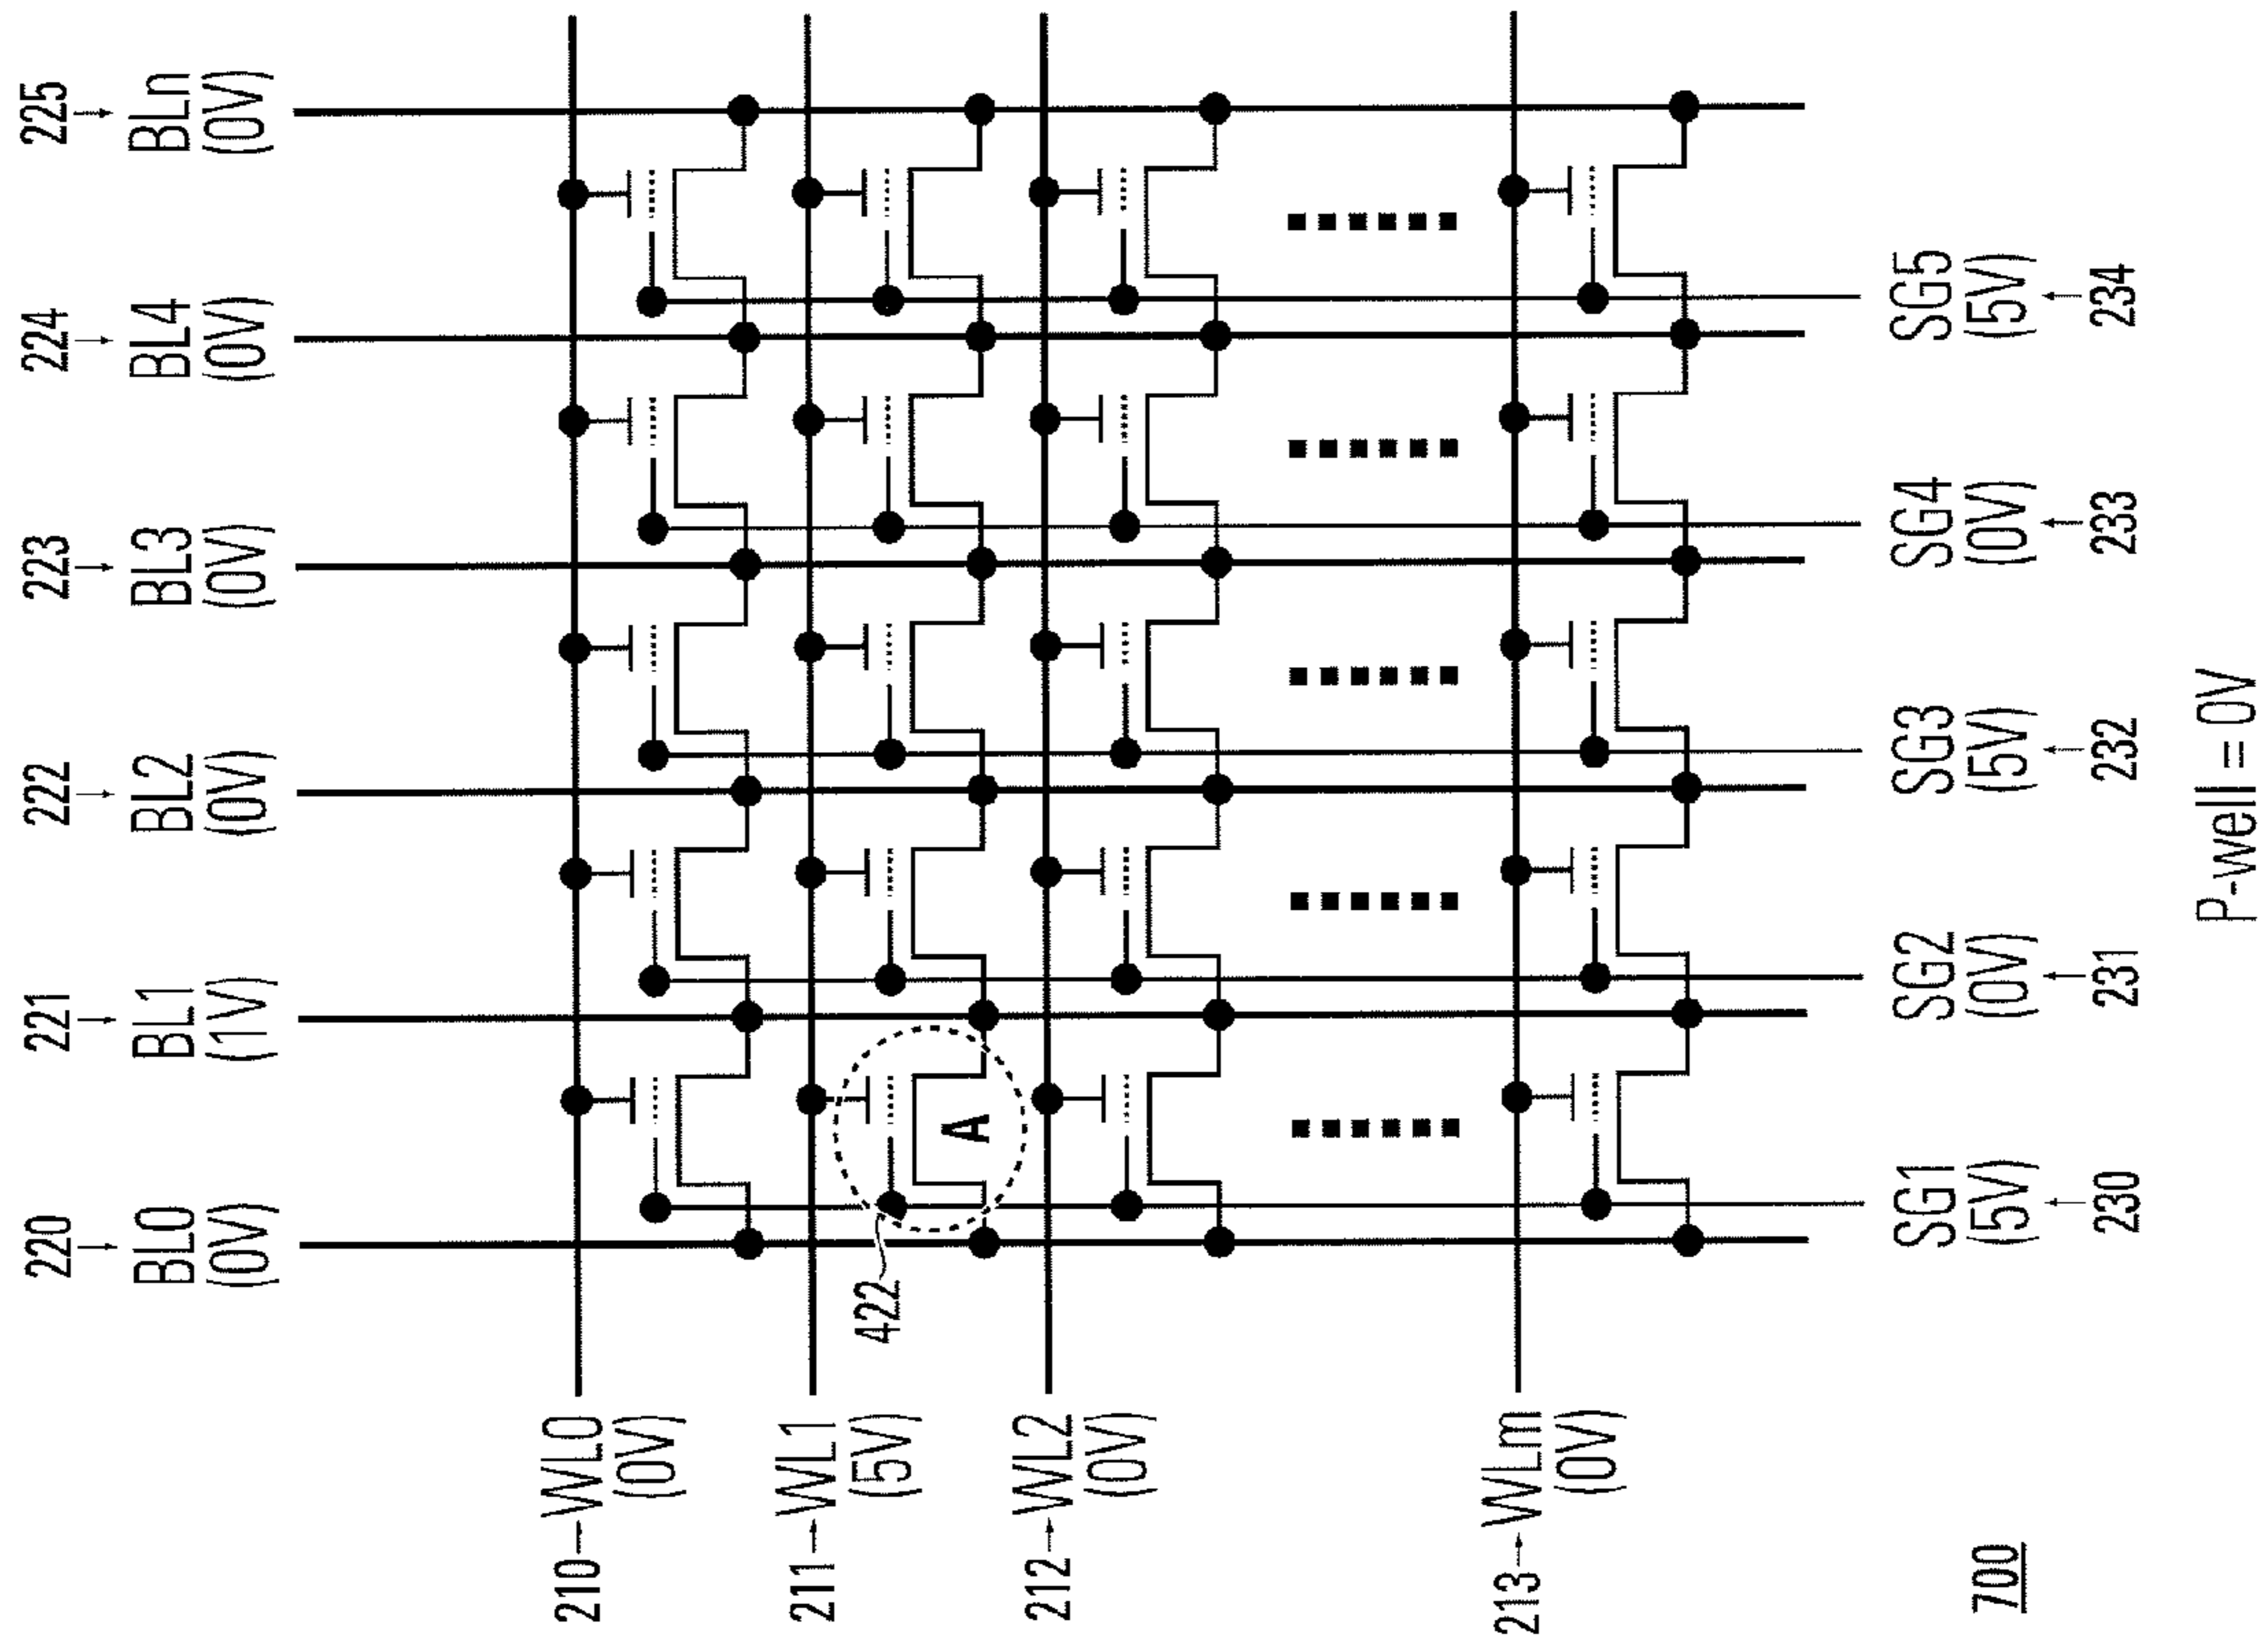 220
BL0
(0V)
221
BL1
(1V)
222
BL2
(0V)
223
BL3
(0V)
224
BL4
(0V)
225
BLn
(0V)
210
WL0
(0V)
211
WL1
(5V)
422
A
212
WL2
(0V)
213
WLm
(0V)
SG1
(5V)
230
SG2
(0V)
231
SG3
(5V)
232
SG4
(0V)
233
SG5
(5V)
234
700
P-well = 0V